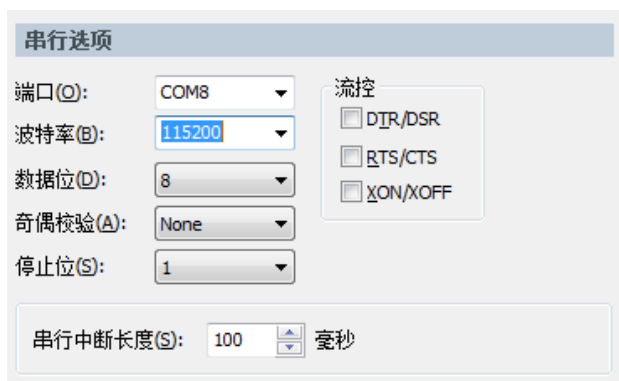 串行选项
端口(O): COM8
波特率(B): 115200
数据位(D): 8
奇偶校验(A): None
停止位(S): 1
流控
DTR/DSR
RTS/CTS
XON/XOFF
串行中断长度(S): 100 毫秒